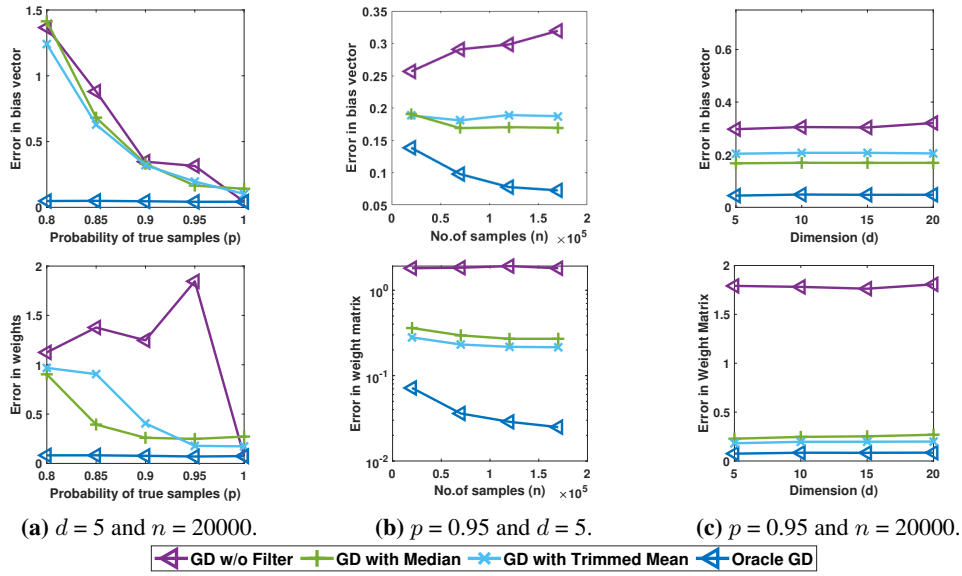 1.5
1
0.5
0
Error in bias vector
0.8 0.85 0.9 0.95 1
Probability of true samples (p)
0.35
0.30
0.25
0.20
0.15
0.1
0.05
Error in bias vector
0 0.5 1 1.5 2
No.of samples (n) ×10^5
0.6
0.4
0.2
0
Error in bias vector
5 10 15 20
Dimension (d)
2
1.5
1
0.5
0
Error in weights
0.8 0.85 0.9 0.95 1
Probability of true samples (p)
10^0
10^-1
10^-2
Error in weight matrix
0 0.5 1 1.5 2
No.of samples (n) ×10^5
2
1.5
1
0.5
0
Error in Weight Matrix
5 10 15 20
Dimension (d)
(a) d = 5 and n = 20000.
(b) p = 0.95 and d = 5.
(c) p = 0.95 and n = 20000.
GD w/o Filter GD with Median GD with Trimmed Mean Oracle GD